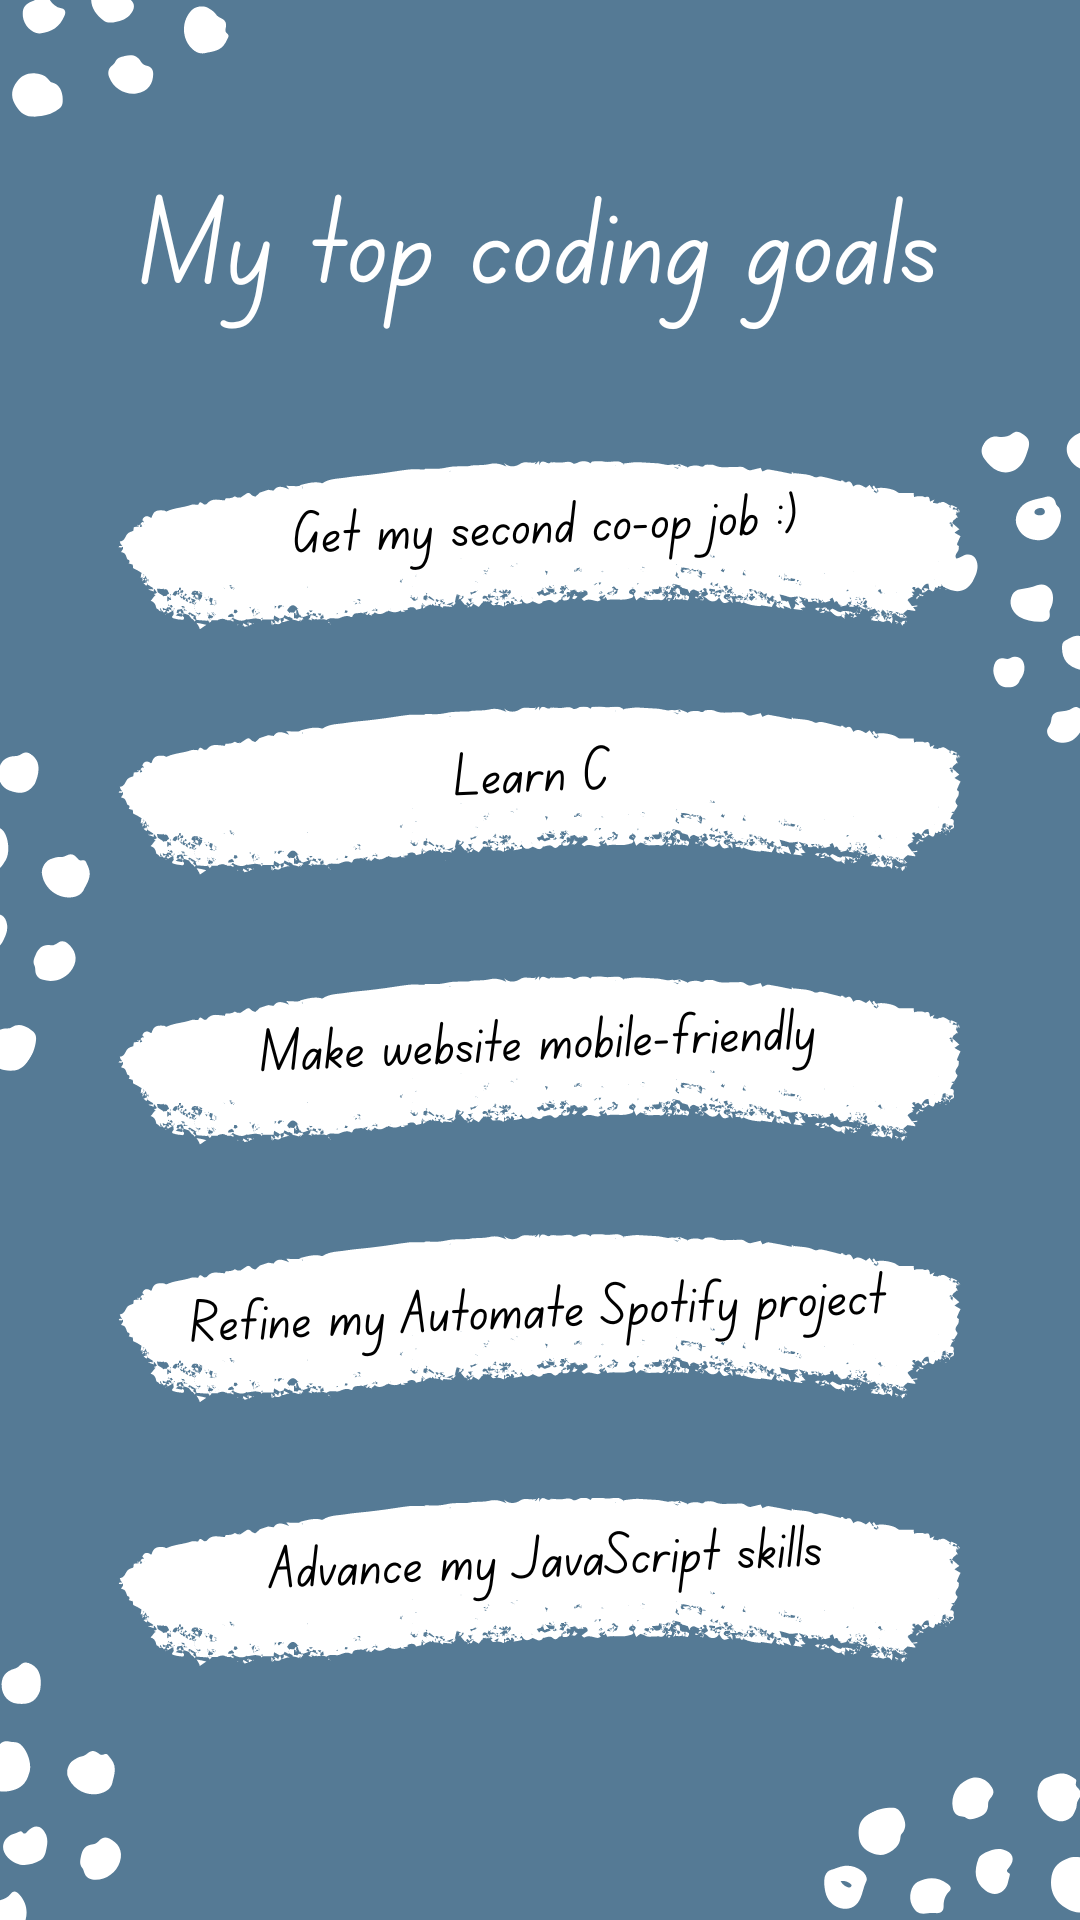 My top coding goals
Get my second co-op job :)
Learn C
Make website mobile-friendly
Refine my Automate Spotify project
Advance my JavaScript skills